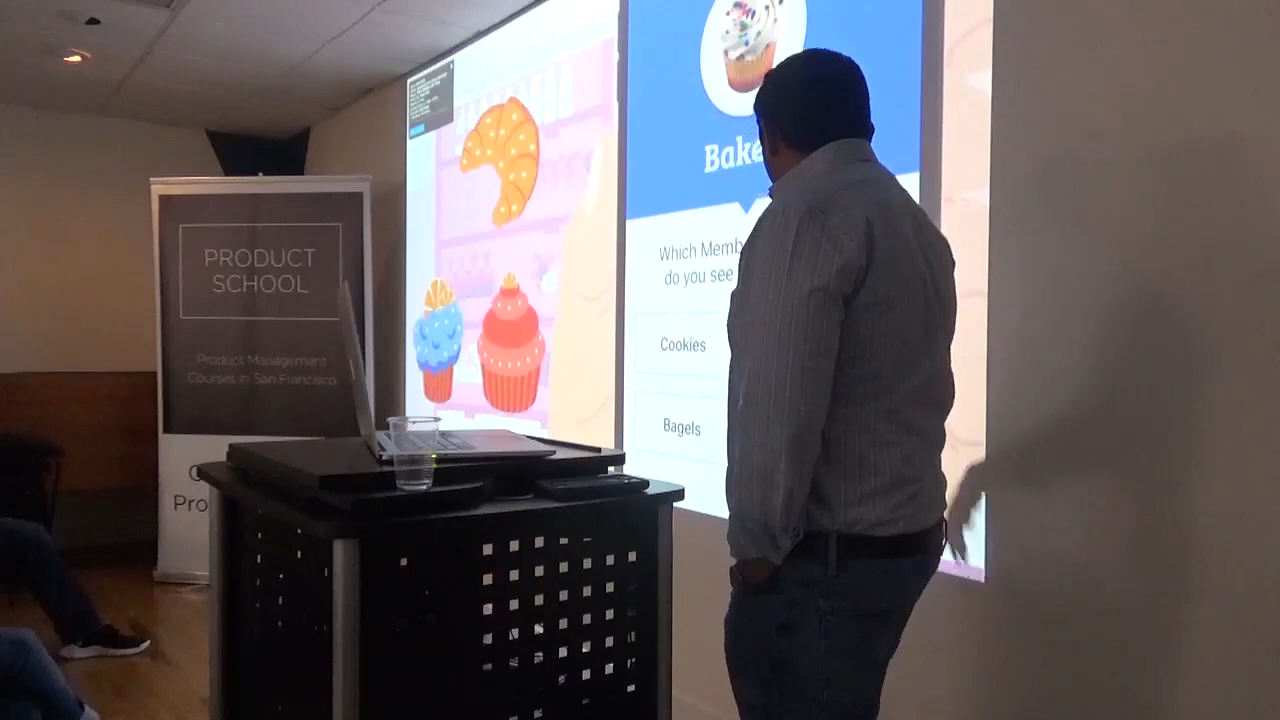 PRODUCT
SCHOOL
Product Management
Courses in San Francisco
Pro
Bake
Which Memb
do you see
Cookies
Bagels